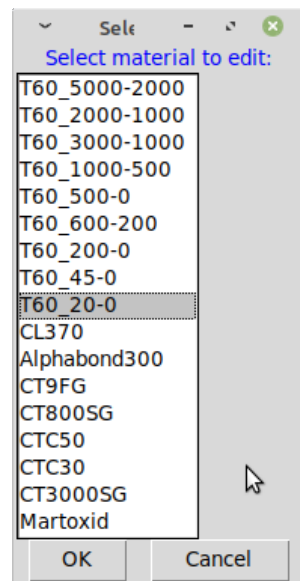 Sele
Select material to edit:
T60_5000-2000
T60_2000-1000
T60_3000-1000
T60_1000-500
T60_500-0
T60_600-200
T60_200-0
T60_45-0
T60_20-0
CL370
Alphabond300
CT9FG
CT800SG
CTC50
CTC30
CT3000SG
Martoxid
OK Cancel